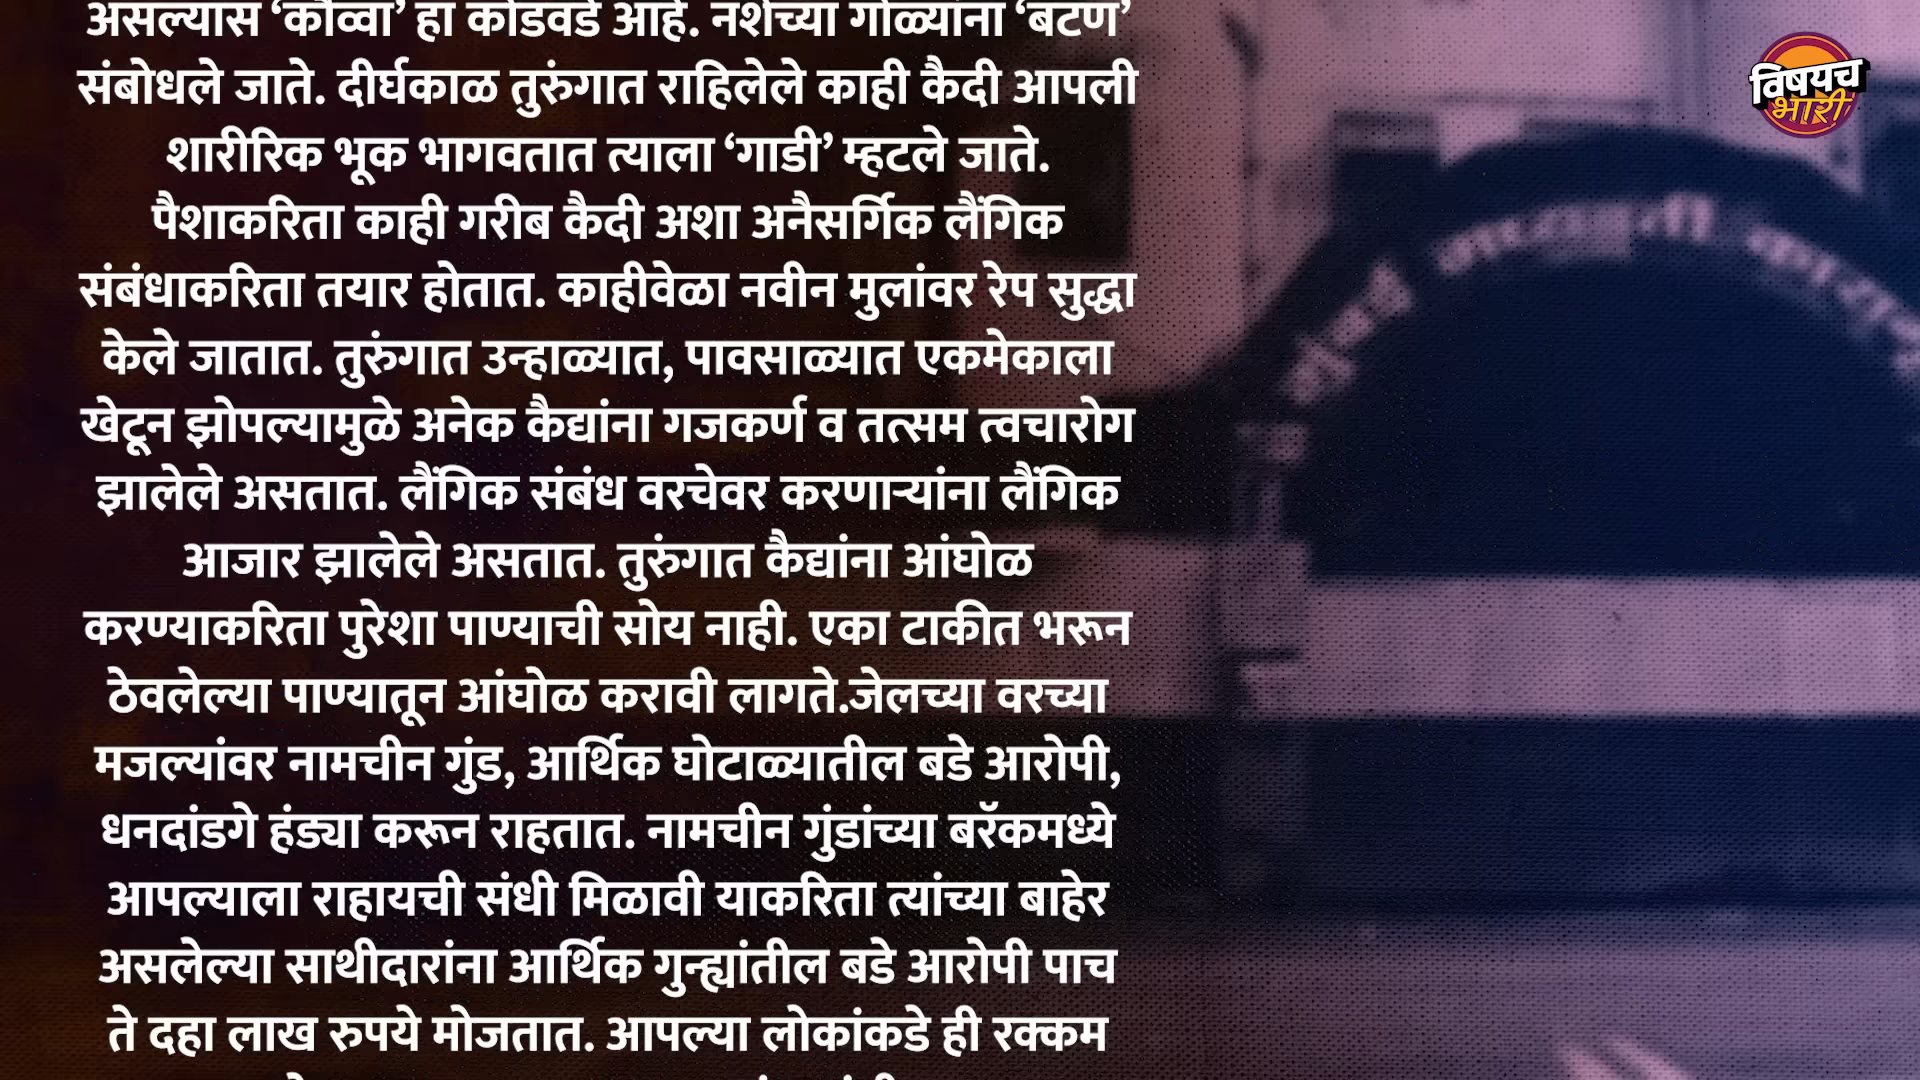 असल्यास ‘कौव्वा’ हा कोडवर्ड आहे. नशेच्या गोळ्यांना ‘बटण’
संबोधले जाते. दीर्घकाळ तुरुंगात राहिलेले काही कैदी आपली
शारीरिक भूक भागवतात त्याला ‘गाडी’ म्हटले जाते.
पैशाकरिता काही गरीब कैदी अशा अनैसर्गिक लैंगिक
संबंधाकरिता तयार होतात. काहीवेळा नवीन मुलांवर रेप सुद्धा
केले जातात. तुरुंगात उन्हाळ्यात, पावसाळ्यात एकमेकाला
खेटून झोपल्यामुळे अनेक कैद्यांना गजकर्ण व तत्सम त्वचारोग
झालेले असतात. लैंगिक संबंध वरचेवर करणाऱ्यांना लैंगिक
आजार झालेले असतात. तुरुंगात कैद्यांना आंघोळ
करण्याकरिता पुरेशा पाण्याची सोय नाही. एका टाकीत भरून
ठेवलेल्या पाण्यातून आंघोळ करावी लागते.जेलच्या वरच्या
मजल्यांवर नामचीन गुंड, आर्थिक घोटाळ्यातील बडे आरोपी,
धनदांडगे हंड्या करून राहतात. नामचीन गुंडांच्या बरॅकमध्ये
आपल्याला राहायची संधी मिळावी याकरिता त्यांच्या बाहेर
असलेल्या साथीदारांना आर्थिक गुन्ह्यांतील बडे आरोपी पाच
ते दहा लाख रुपये मोजतात. आपल्या लोकांकडे ही रक्कम
विषयच
भारी